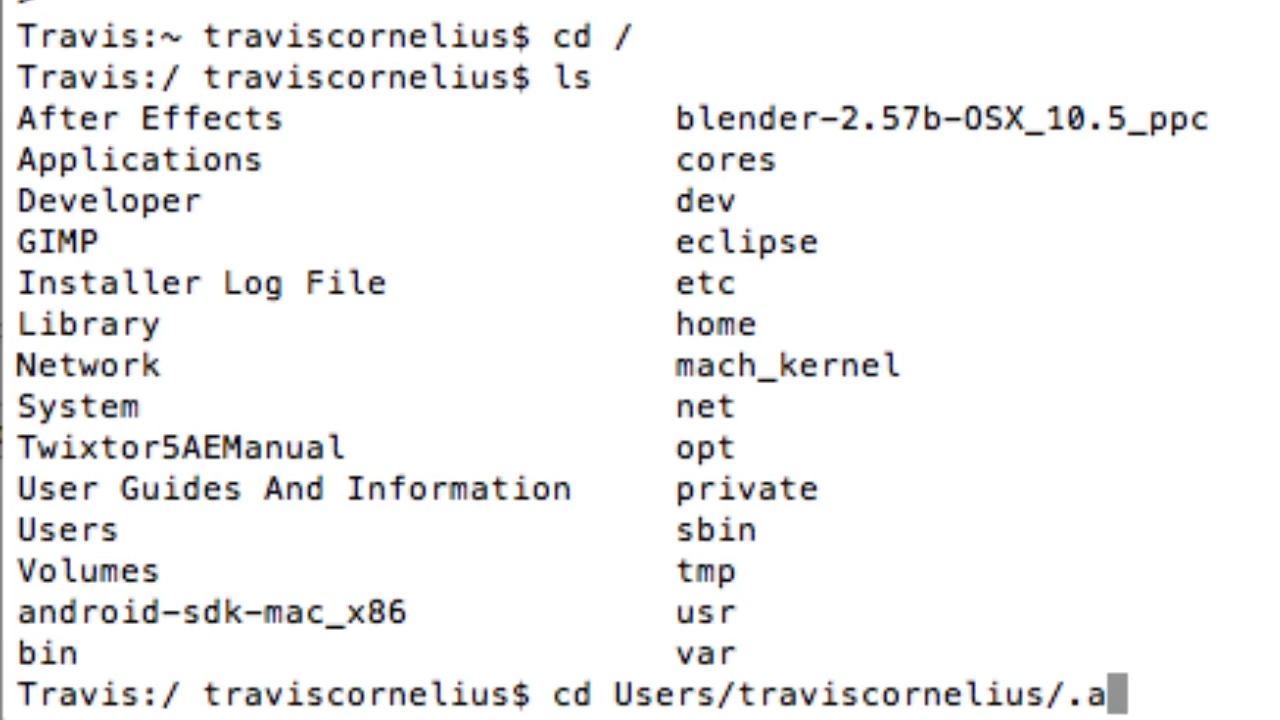 Travis:~ traviscornelius$ cd /
Travis:/ traviscornelius$ ls
After Effects blender-2.57b-OSX_10.5_ppc
Applications cores
Developer dev
GIMP eclipse
Installer Log File etc
Library home
Network mach_kernel
System net
Twixtor5AEManual opt
User Guides And Information private
Users sbin
Volumes tmp
android-sdk-mac_x86 usr
bin var
Travis:/ traviscornelius$ cd Users/traviscornelius/.a